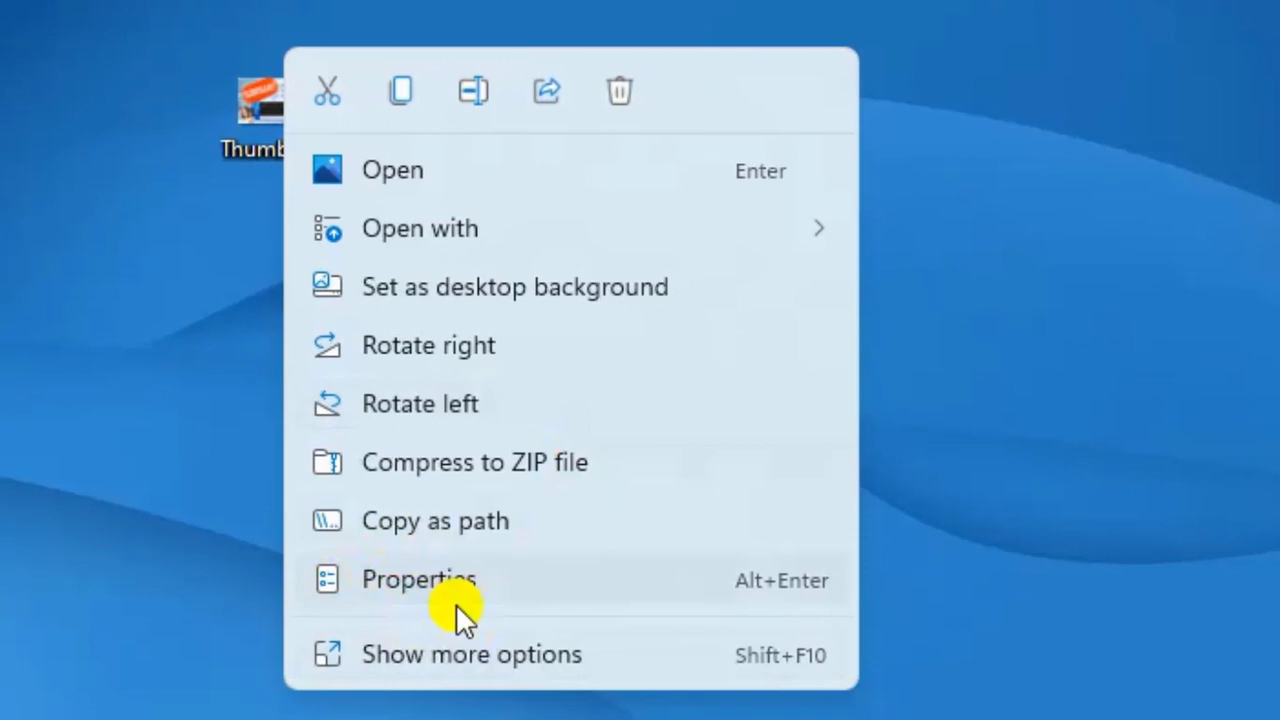 Thumb
Open Enter
Open with
Set as desktop background
Rotate right
Rotate left
Compress to ZIP file
Copy as path
Properties Alt+Enter
Show more options Shift+F10